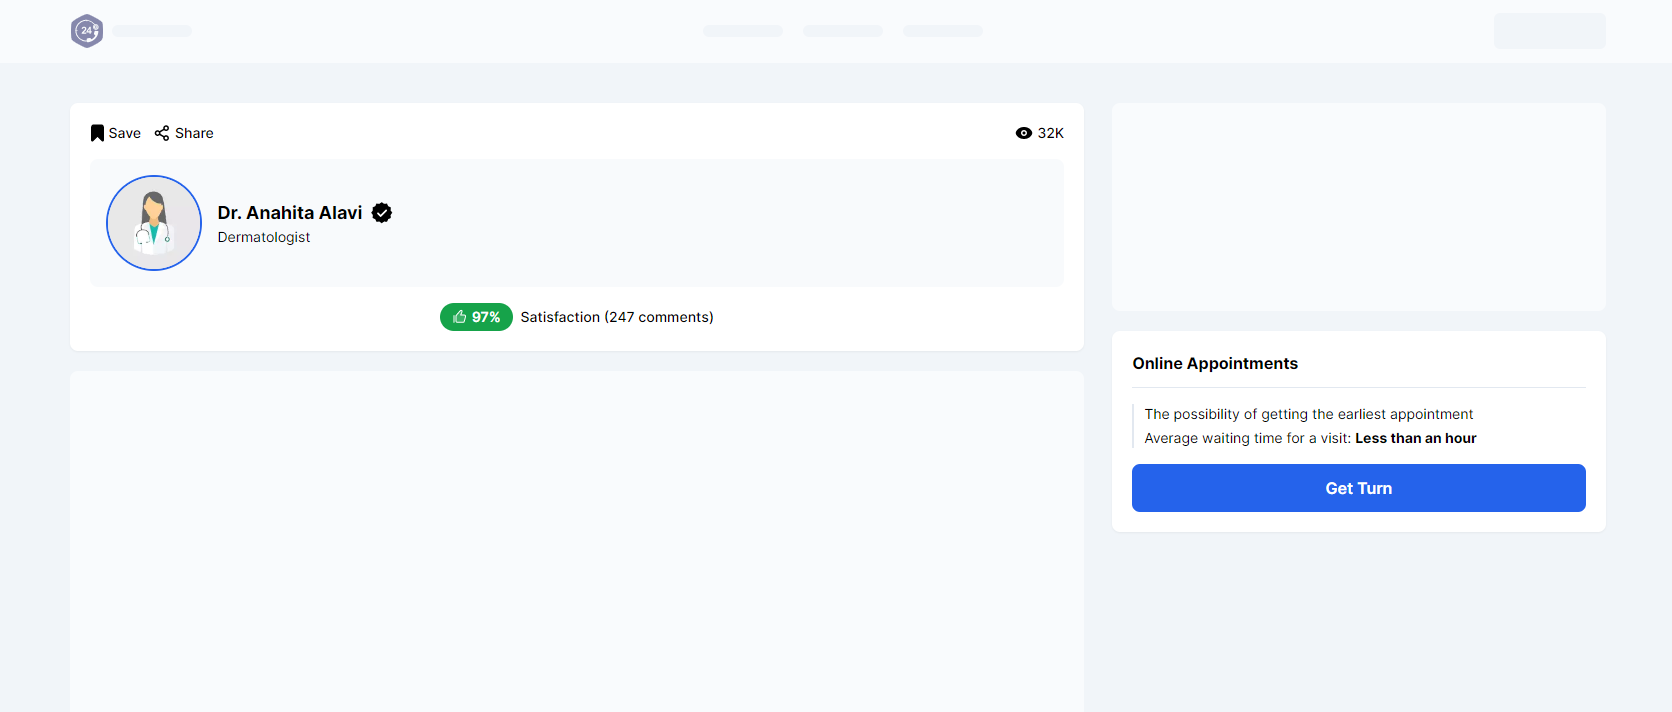 24
Save Share 32K
Dr. Anahita Alavi
Dermatologist
97% Satisfaction (247 comments)
Online Appointments
The possibility of getting the earliest appointment
Average waiting time for a visit: Less than an hour
Get Turn